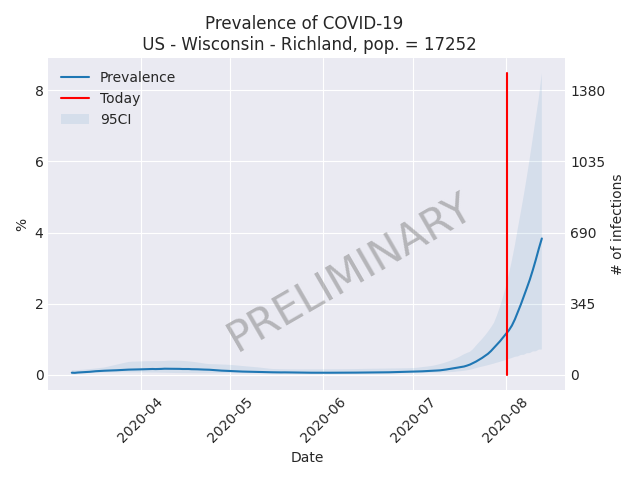 Prevalence of COVID-19
US - Wisconsin - Richland, pop. = 17252
Prevalence
Today
95CI
8
6
4
2
0
%
1380
1035
690
345
0
# of infections
PRELIMINARY
2020-04
2020-05
2020-06
2020-07
2020-08
Date